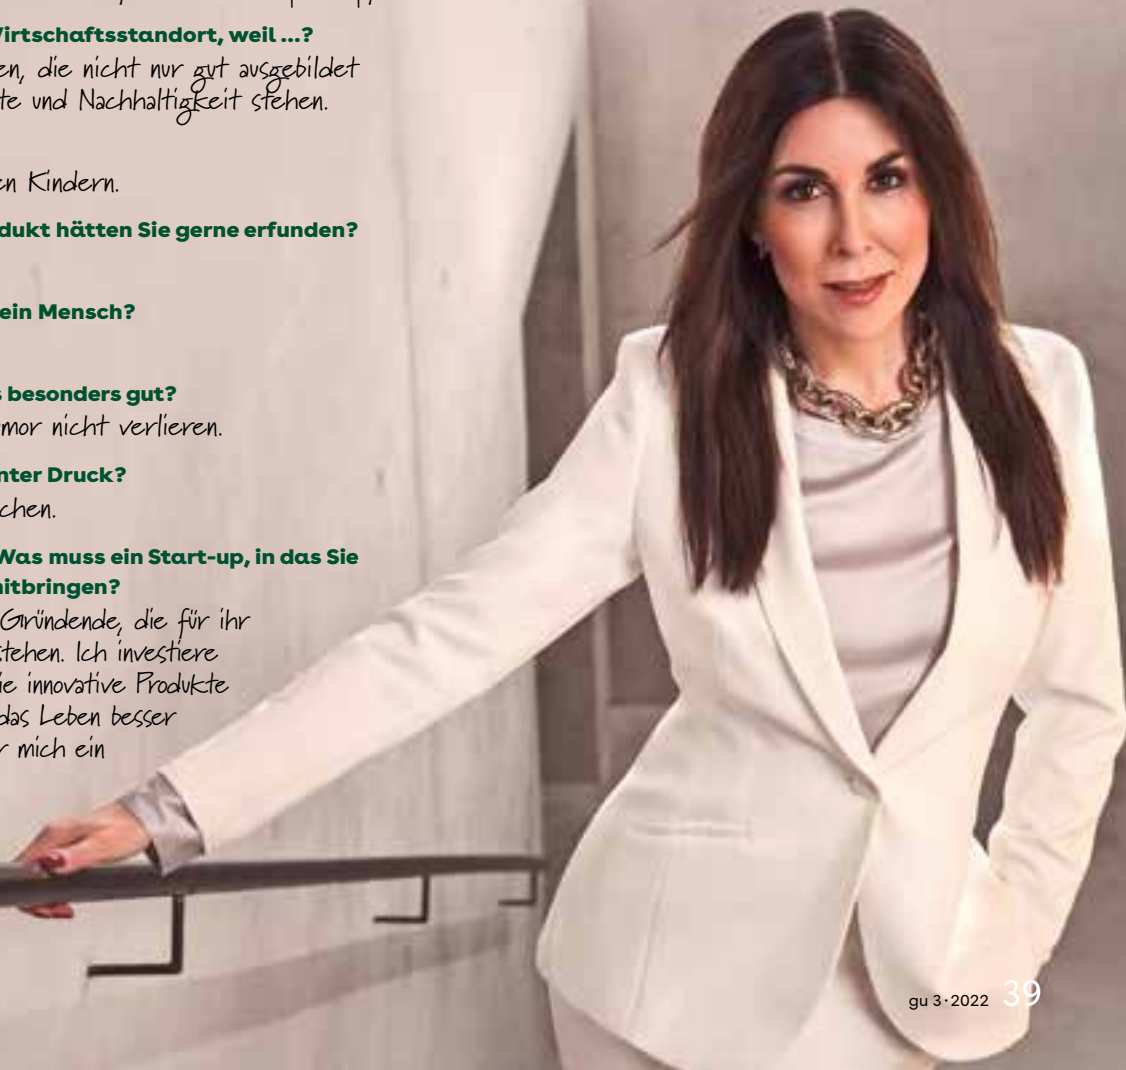 Wirtschaftsstandort, weil ...?
en, die nicht nur gut ausgebildet
te und Nachhaltigkeit stehen.
en Kindern.
dukt hätten Sie gerne erfunden?
ein Mensch?
s besonders gut?
mor nicht verlieren.
nter Druck?
chen.
Was muss ein Start-up, in das Sie
mitbringen?
Gründende, die für ihr
stehen. Ich investiere
ie innovative Produkte
das Leben besser
r mich ein
gu 3·2022 39